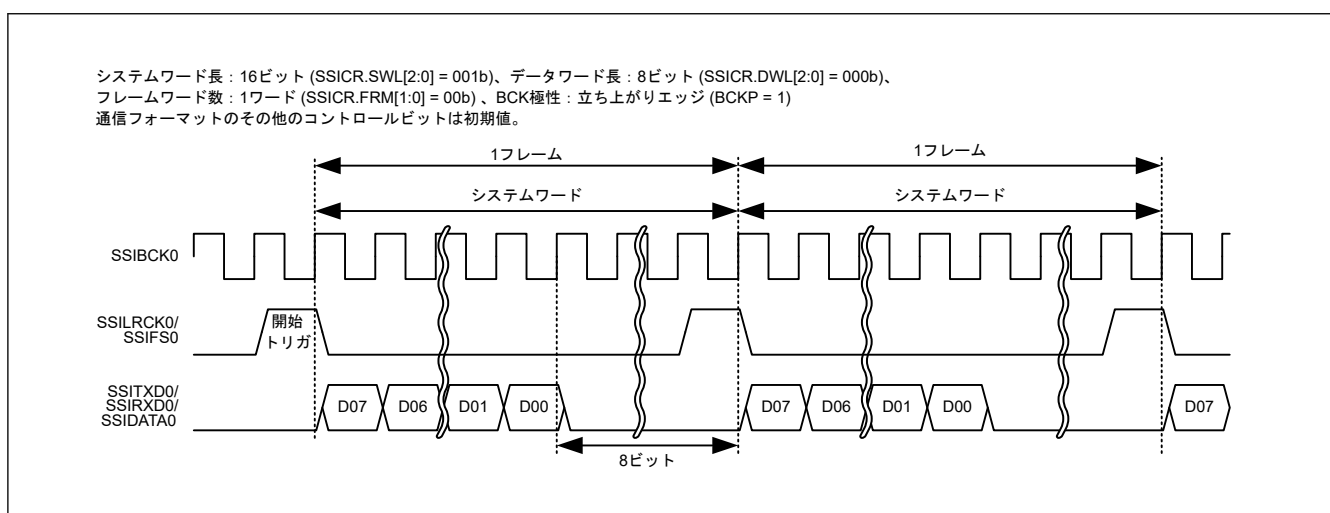 システムワード長：16ビット (SSICR.SWL[2:0] = 001b)、データワード長：8ビット (SSICR.DWL[2:0] = 000b)、
フレームワード数：1ワード (SSICR.FRM[1:0] = 00b) 、BCK極性：立ち上がりエッジ (BCKP = 1)
通信フォーマットのその他のコントロールビットは初期値。
1フレーム 1フレーム
システムワード システムワード
SSIBCK0
SSILRCK0/
SSIFS0
開始
トリガ
SSITXD0/
SSIRXD0/
SSIDATA0
D07 D06 D01 D00 D07 D06 D01 D00 D07
8ビット